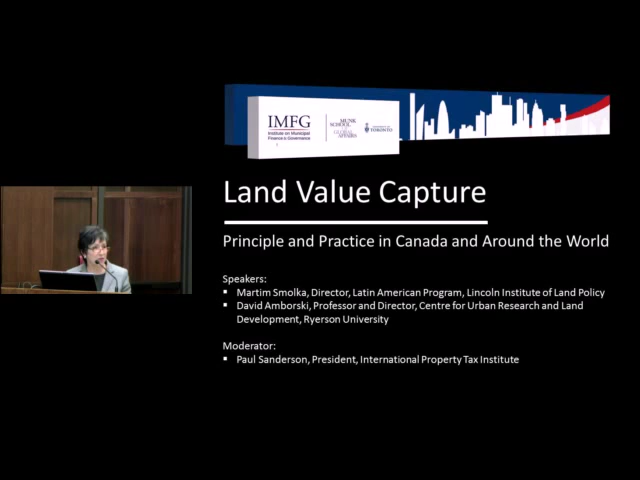 IMFG
Institute on Municipal
Finance & Governance
MUNK
SCHOOL
OF GLOBAL
AFFAIRS
UNIVERSITY OF
TORONTO
Land Value Capture
Principle and Practice in Canada and Around the World
Speakers:
▪ Martim Smolka, Director, Latin American Program, Lincoln Institute of Land Policy
▪ David Amborski, Professor and Director, Centre for Urban Research and Land
Development, Ryerson University
Moderator:
▪ Paul Sanderson, President, International Property Tax Institute